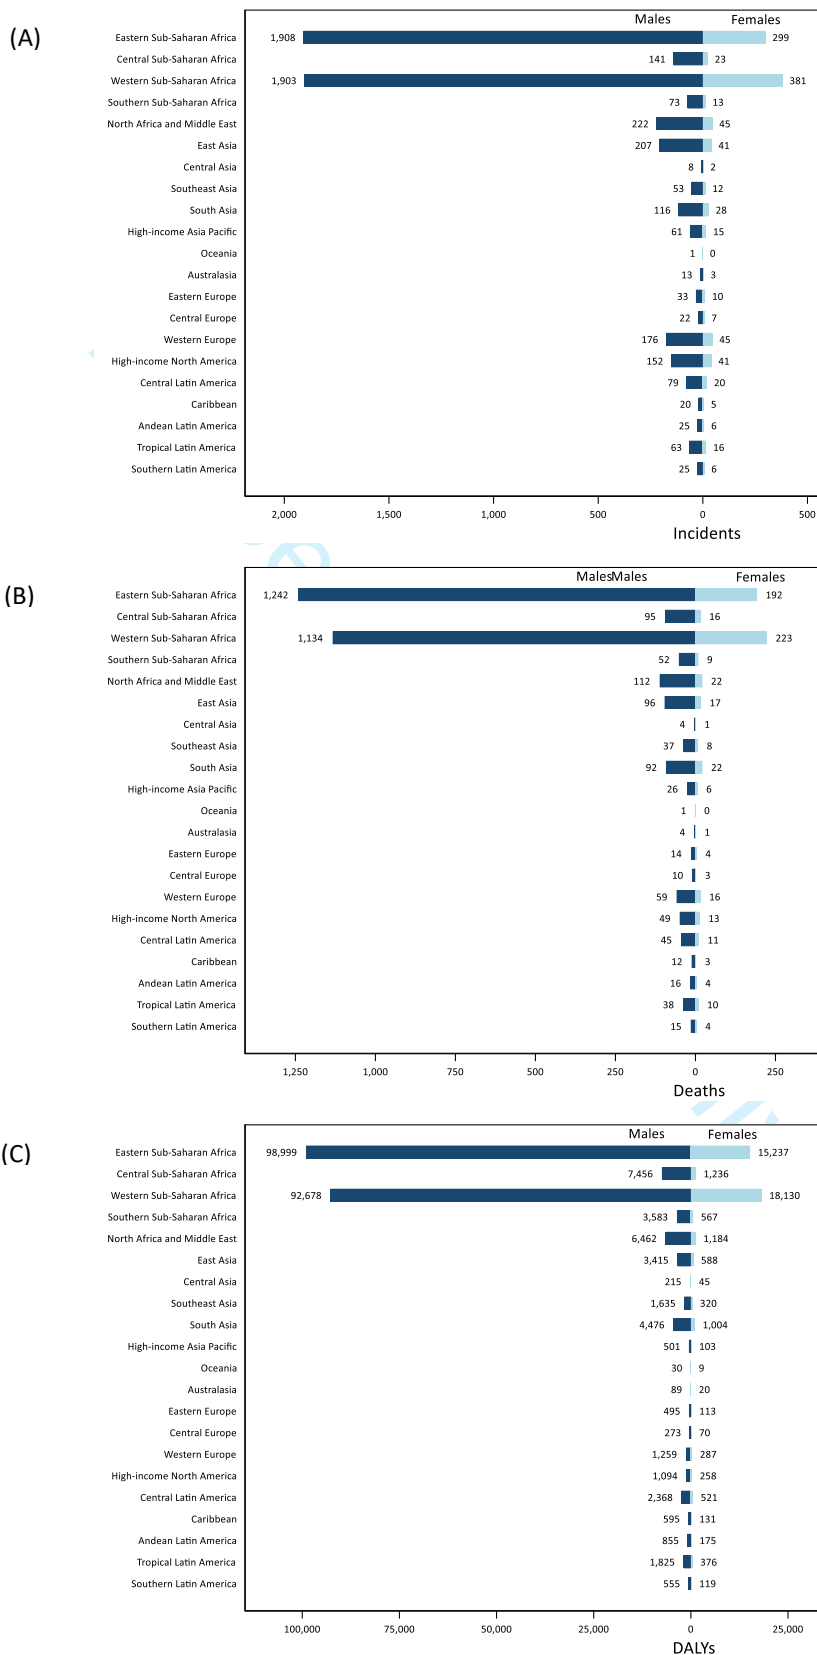 (A)
Males Females
Eastern Sub-Saharan Africa 1,908 299
Central Sub-Saharan Africa 141 23
Western Sub-Saharan Africa 1,903 381
Southern Sub-Saharan Africa 73 13
North Africa and Middle East 222 45
East Asia 207 41
Central Asia 8 2
Southeast Asia 53 12
South Asia 116 28
High-income Asia Pacific 61 15
Oceania 1 0
Australasia 13 3
Eastern Europe 33 10
Central Europe 22 7
Western Europe 176 45
High-income North America 152 41
Central Latin America 79 20
Caribbean 20 5
Andean Latin America 25 6
Tropical Latin America 63 16
Southern Latin America 25 6
2,000 1,500 1,000 500 0 500
Incidents
(B)
MalesMales Females
Eastern Sub-Saharan Africa 1,242 192
Central Sub-Saharan Africa 95 16
Western Sub-Saharan Africa 1,134 223
Southern Sub-Saharan Africa 52 9
North Africa and Middle East 112 22
East Asia 96 17
Central Asia 4 1
Southeast Asia 37 8
South Asia 92 22
High-income Asia Pacific 26 6
Oceania 1 0
Australasia 4 1
Eastern Europe 14 4
Central Europe 10 3
Western Europe 59 16
High-income North America 49 13
Central Latin America 45 11
Caribbean 12 3
Andean Latin America 16 4
Tropical Latin America 38 10
Southern Latin America 15 4
1,250 1,000 750 500 250 0 250
Deaths
(C)
Males Females
Eastern Sub-Saharan Africa 98,999 15,237
Central Sub-Saharan Africa 7,456 1,236
Western Sub-Saharan Africa 92,678 18,130
Southern Sub-Saharan Africa 3,583 567
North Africa and Middle East 6,462 1,184
East Asia 3,415 588
Central Asia 215 45
Southeast Asia 1,635 320
South Asia 4,476 1,004
High-income Asia Pacific 501 103
Oceania 30 9
Australasia 89 20
Eastern Europe 495 113
Central Europe 273 70
Western Europe 1,259 287
High-income North America 1,094 258
Central Latin America 2,368 521
Caribbean 595 131
Andean Latin America 855 175
Tropical Latin America 1,825 376
Southern Latin America 555 119
100,000 75,000 50,000 25,000 0 25,000
DALYs